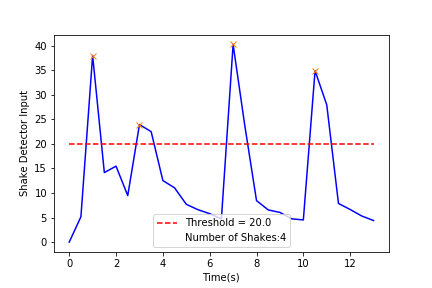 40
35
30
25
20
15
10
5
0
Shake Detector Input
Threshold = 20.0
Number of Shakes:4
0 2 4 6 8 10 12
Time(s)